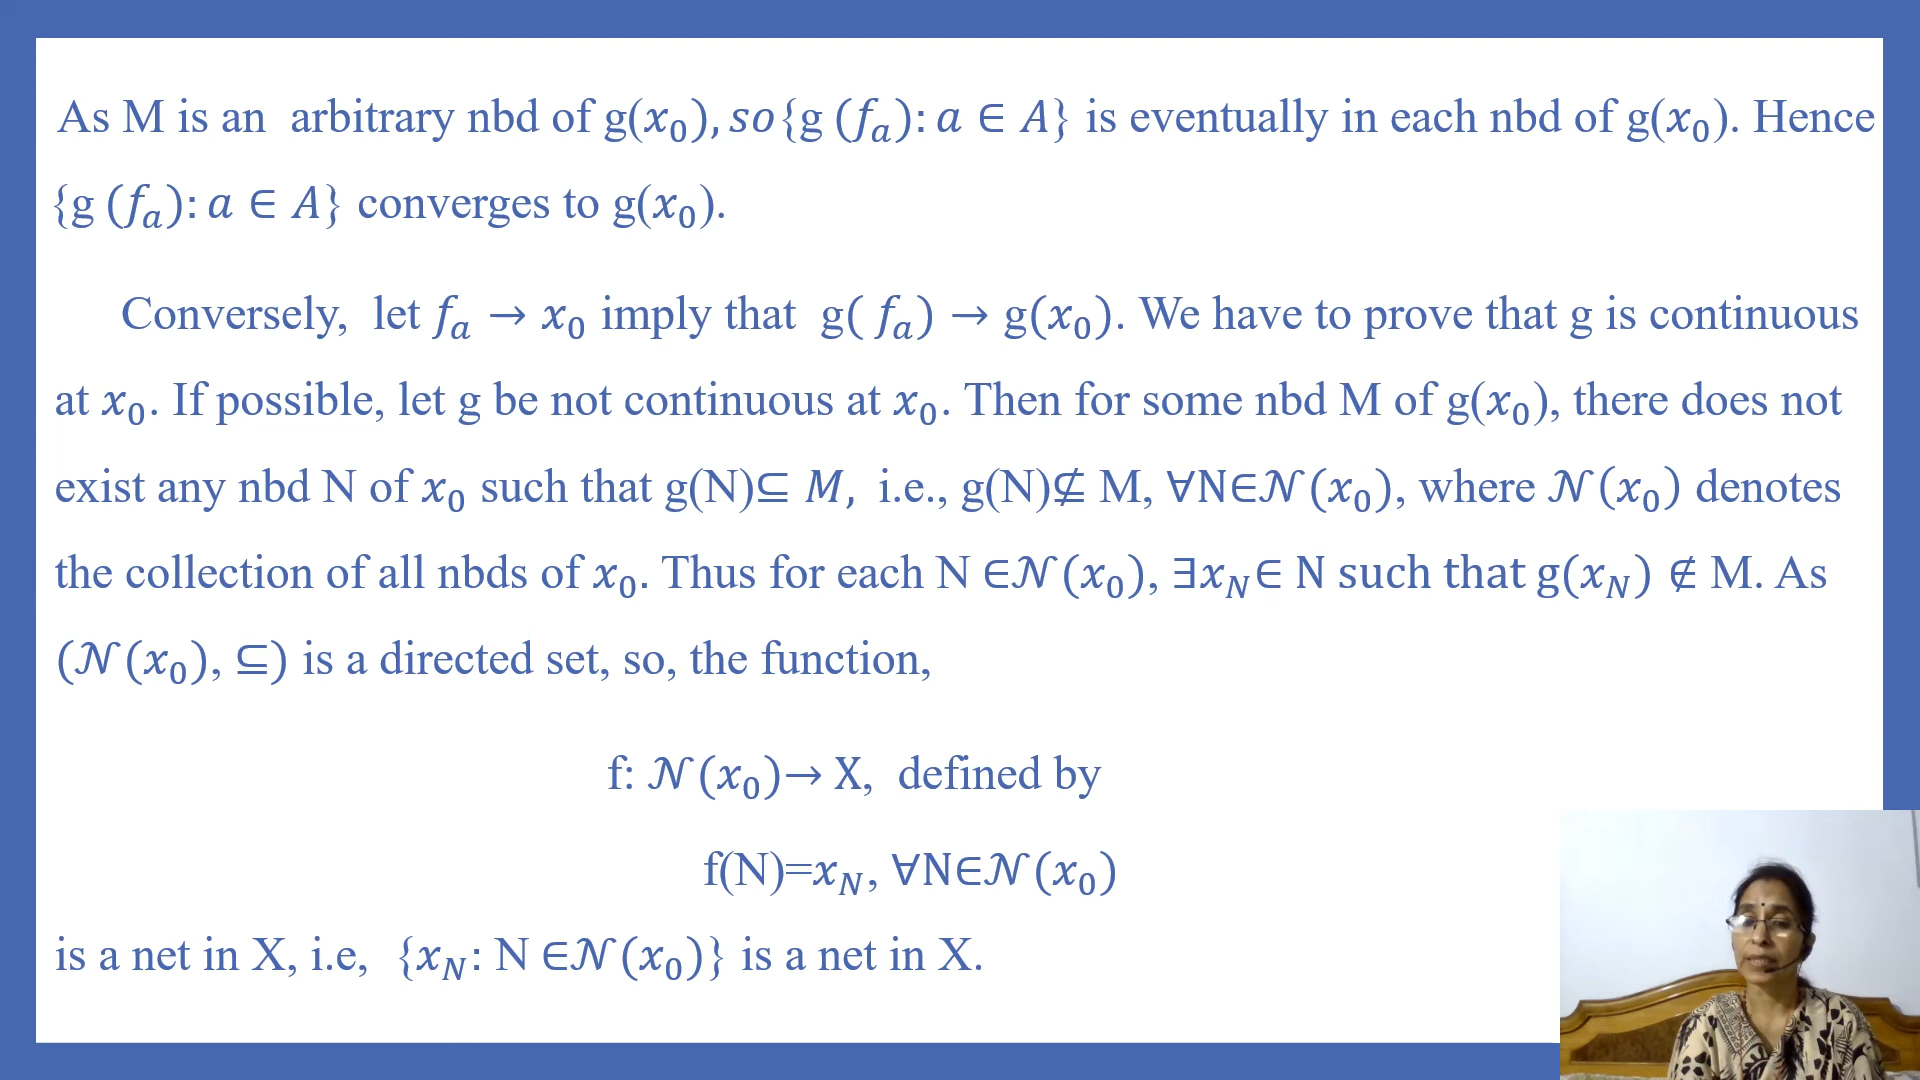 As M is an arbitrary nbd of g(𝑥₀), 𝑠𝑜{g (𝑓ₐ): 𝑎 ∈ 𝐴} is eventually in each nbd of g(𝑥₀). Hence
{g (𝑓ₐ): 𝑎 ∈ 𝐴} converges to g(𝑥₀).
Conversely, let 𝑓ₐ → 𝑥₀ imply that g( 𝑓ₐ) → g(𝑥₀). We have to prove that g is continuous
at 𝑥₀. If possible, let g be not continuous at 𝑥₀. Then for some nbd M of g(𝑥₀), there does not
exist any nbd N of 𝑥₀ such that g(N)⊆ 𝑀, i.e., g(N)⊈ M, ∀N∈𝒩(𝑥₀), where 𝒩(𝑥₀) denotes
the collection of all nbds of 𝑥₀. Thus for each N ∈𝒩(𝑥₀), ∃𝑥_𝑁∈ N such that g(𝑥_𝑁) ∉ M. As
(𝒩(𝑥₀), ⊆) is a directed set, so, the function,
f: 𝒩(𝑥₀)→ X, defined by
f(N)=𝑥_𝑁, ∀N∈𝒩(𝑥₀)
is a net in X, i.e, {𝑥_𝑁: N ∈𝒩(𝑥₀)} is a net in X.